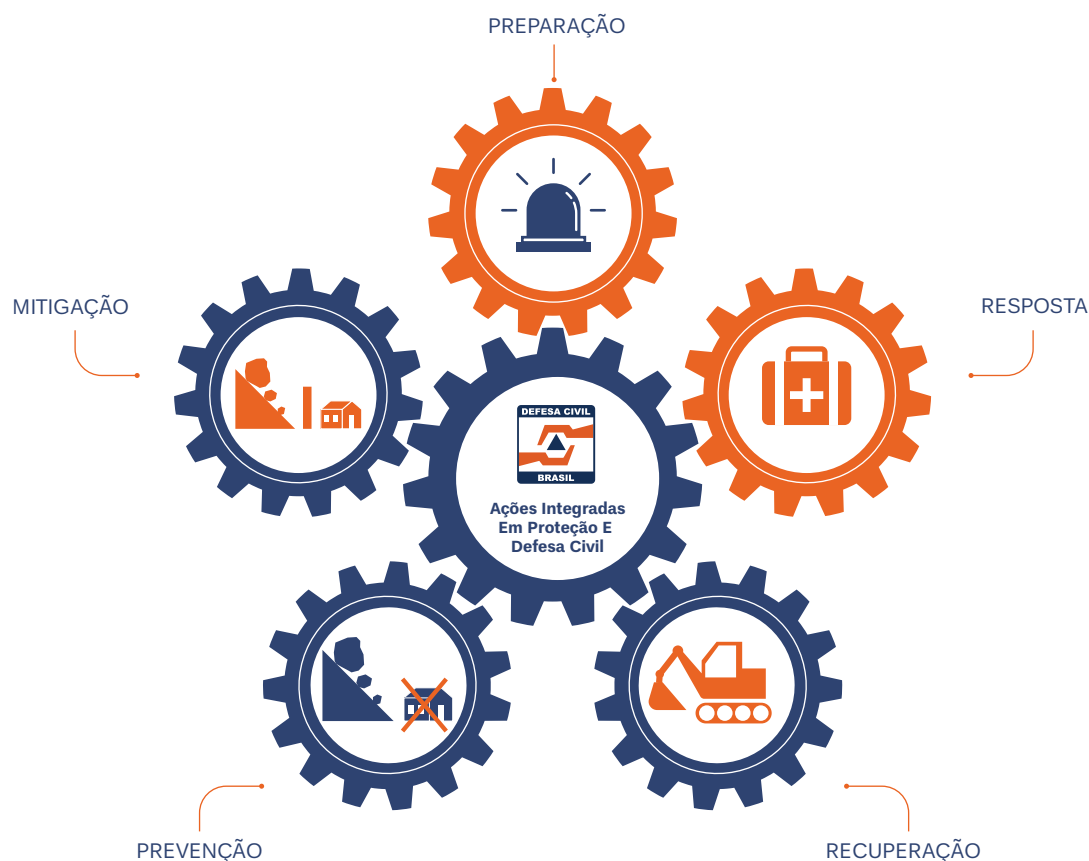 PREPARAÇÃO
MITIGAÇÃO
RESPOSTA
DEFESA CIVIL
BRASIL
Ações Integradas
Em Proteção E
Defesa Civil
PREVENÇÃO
RECUPERAÇÃO